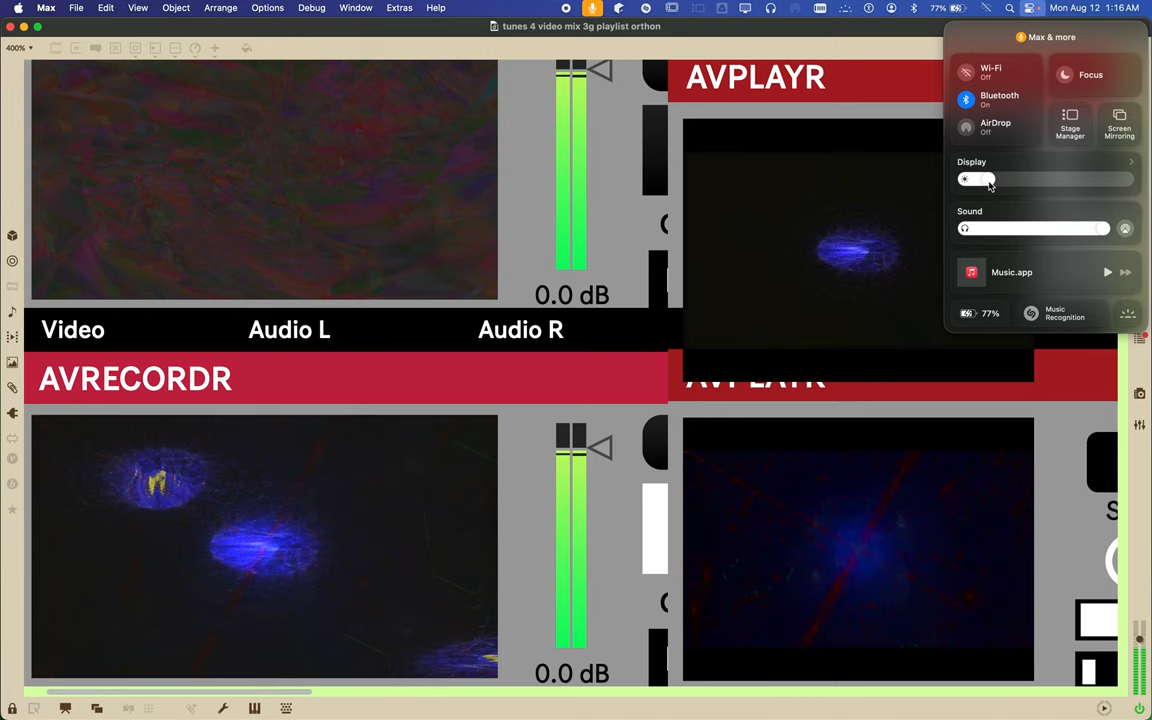 Max File Edit View Object Arrange Options Debug Window Extras Help 77% Mon Aug 12 1:16 AM
tunes 4 video mix 3g playlist orthon
400%
Max & more
Wi-Fi
Off
Bluetooth
On
AirDrop
Off
Focus
Stage
Manager
Screen
Mirroring
Display
Sound
Music.app
77%
Music
Recognition
AVPLAYR
0.0 dB
Video Audio L Audio R
AVRECORDR
AVPLAYR
0.0 dB